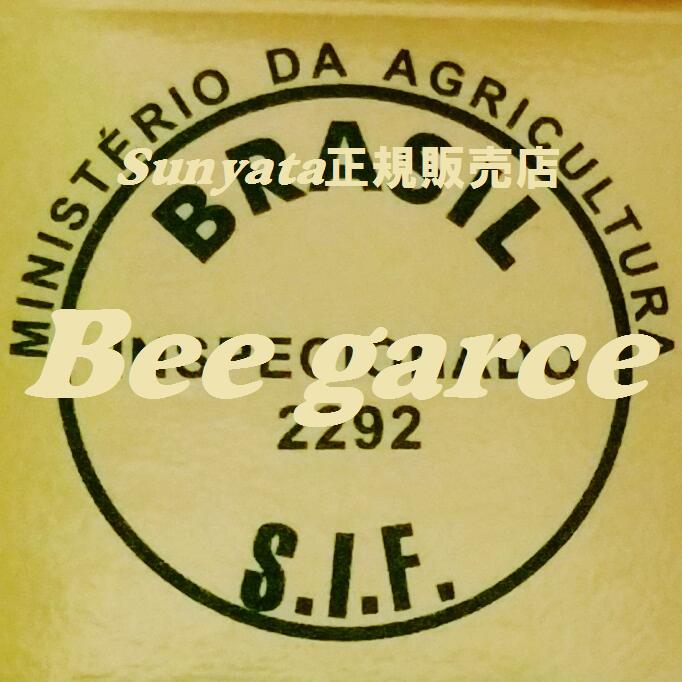 MINISTÉRIO DA AGRICULTURA
BRASIL
Sunyata正規販売店
INSPECIONADO
Bee garce
2292
S.I.F.